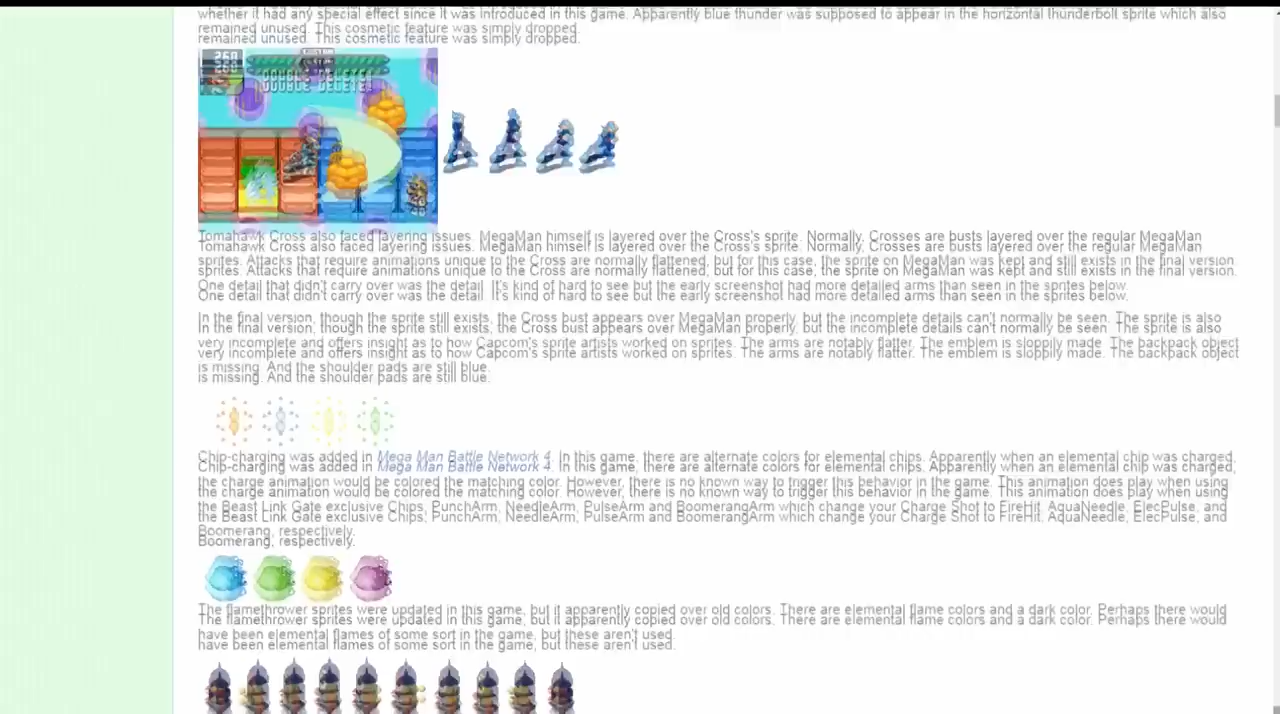 whether it had any special effect since it was introduced in this game. Apparently blue thunder was supposed to appear in the horizontal thunderbolt sprite which also
remained unused. This cosmetic feature was simply dropped.
DOUBLE DELETE!
Tomahawk Cross also faced layering issues. MegaMan himself is layered over the Cross's sprite. Normally, Crosses are busts layered over the regular MegaMan
sprites. Attacks that require animations unique to the Cross are normally flattened, but for this case, the sprite on MegaMan was kept and still exists in the final version.
One detail that didn't carry over was the detail. It's kind of hard to see but the early screenshot had more detailed arms than seen in the sprites below.
In the final version, though the sprite still exists, the Cross bust appears over MegaMan properly, but the incomplete details can't normally be seen. The sprite is also
very incomplete and offers insight as to how Capcom's sprite artists worked on sprites. The arms are notably flatter. The emblem is sloppily made. The backpack object
is missing. And the shoulder pads are still blue.
Chip-charging was added in Mega Man Battle Network 4. In this game, there are alternate colors for elemental chips. Apparently when an elemental chip was charged,
the charge animation would be colored the matching color. However, there is no known way to trigger this behavior in the game. This animation does play when using
the Beast Link Gate exclusive Chips, PunchArm, NeedleArm, PulseArm and BoomerangArm which change your Charge Shot to FireHit, AquaNeedle, ElecPulse, and
Boomerang, respectively.
The flamethrower sprites were updated in this game, but it apparently copied over old colors. There are elemental flame colors and a dark color. Perhaps there would
have been elemental flames of some sort in the game, but these aren't used.